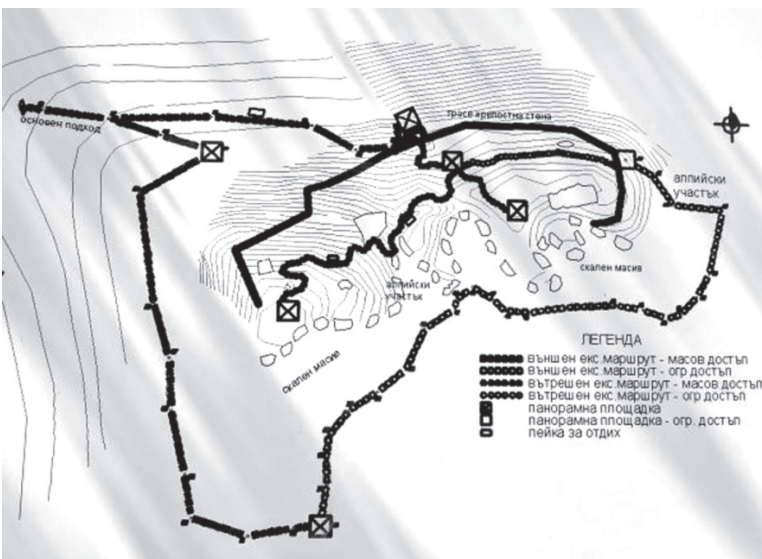 основен подход
трасе крепостна стена
алпийски
участък
скален масив
алпийски
участък
скален масив
ЛЕГЕНДА
външен екс.маршрут - масов достъп
външен екс.маршрут - огр.достъп
вътрешен екс.маршрут - масов достъп
вътрешен екс.маршрут - огр.достъп
панорамна площадка
панорамна площадка - огр. достъп
пейка за отдих